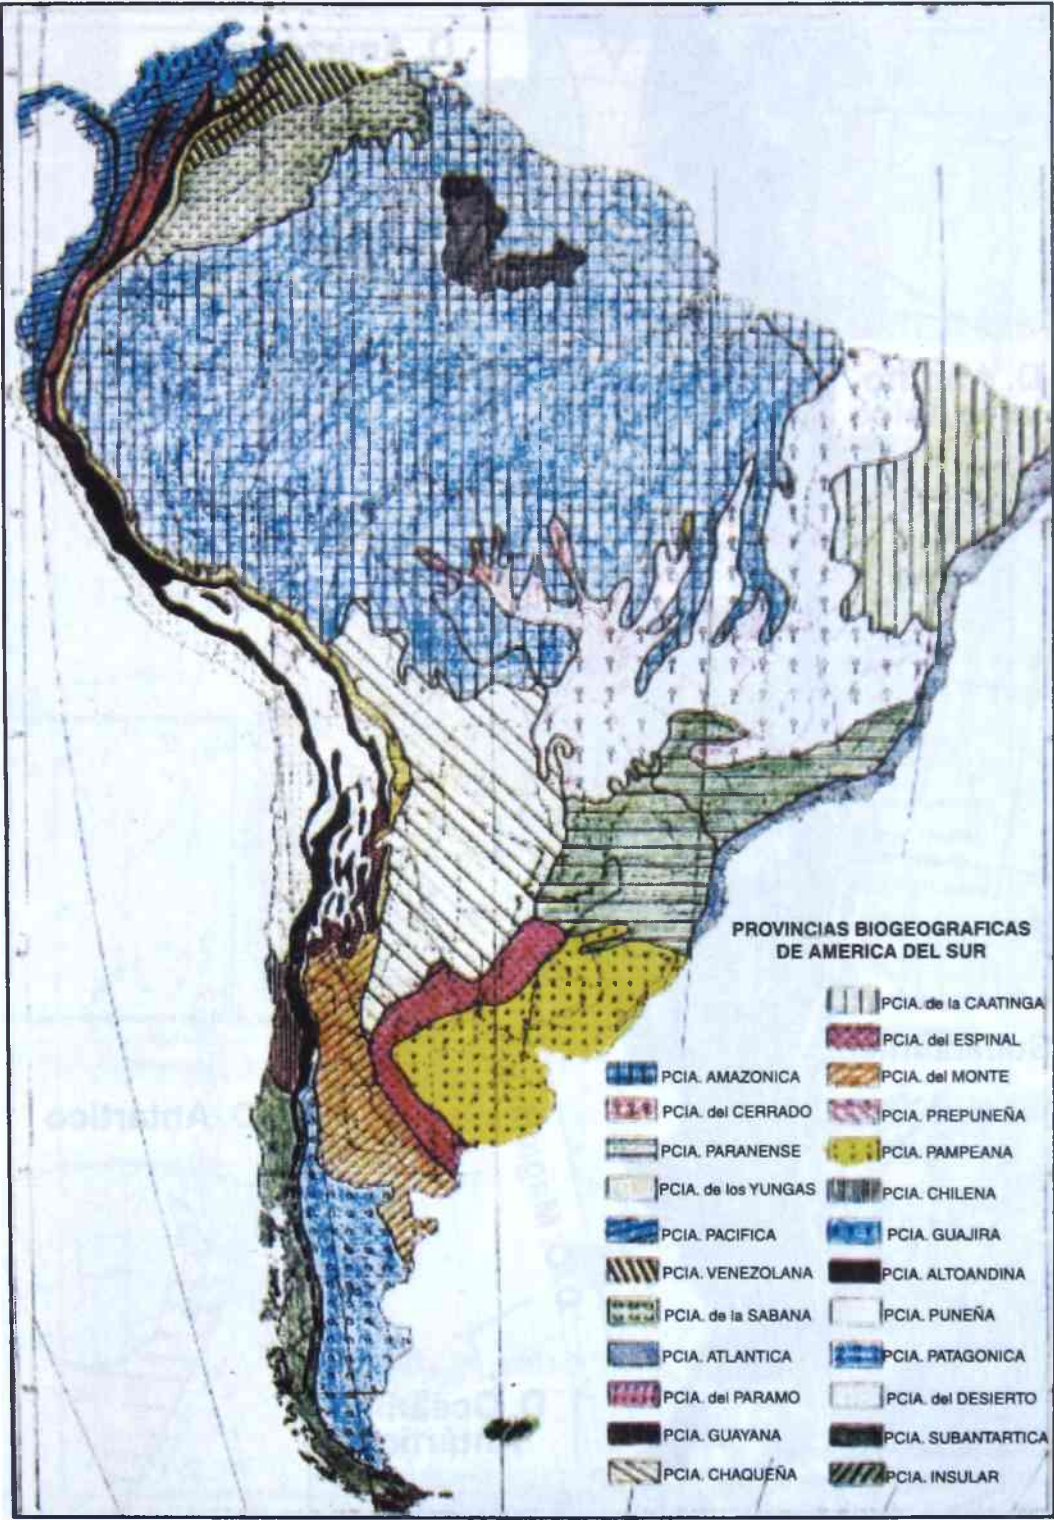 PROVINCIAS BIOGEOGRAFICAS
DE AMERICA DEL SUR
PCIA. AMAZONICA
PCIA. del CERRADO
PCIA. PARANENSE
PCIA. de los YUNGAS
PCIA. PACIFICA
PCIA. VENEZOLANA
PCIA. de la SABANA
PCIA. ATLANTICA
PCIA. del PARAMO
PCIA. GUAYANA
PCIA. CHAQUEÑA
PCIA. de la CAATINGA
PCIA. del ESPINAL
PCIA. del MONTE
PCIA. PREPUNEÑA
PCIA. PAMPEANA
PCIA. CHILENA
PCIA. GUAJIRA
PCIA. ALTOANDINA
PCIA. PUNEÑA
PCIA. PATAGONICA
PCIA. del DESIERTO
PCIA. SUBANTARTICA
PCIA. INSULAR